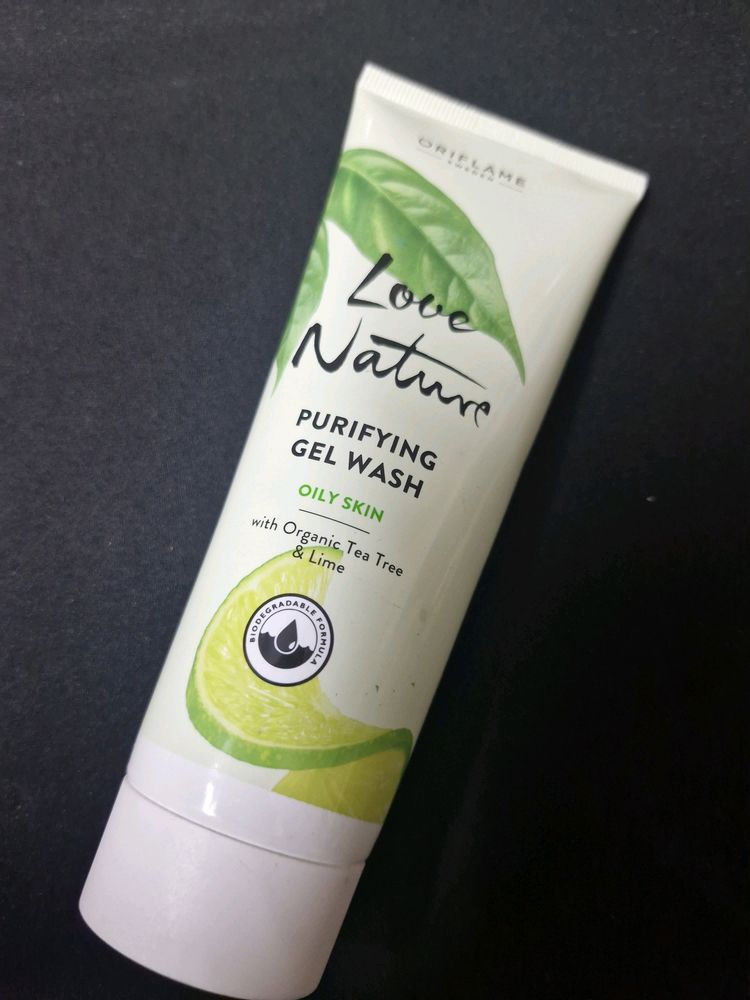 ORIFLAME
SWEDEN
Love
Nature
PURIFYING
GEL WASH
OILY SKIN
with Organic Tea Tree
& Lime
BIODEGRADABLE FORMULA